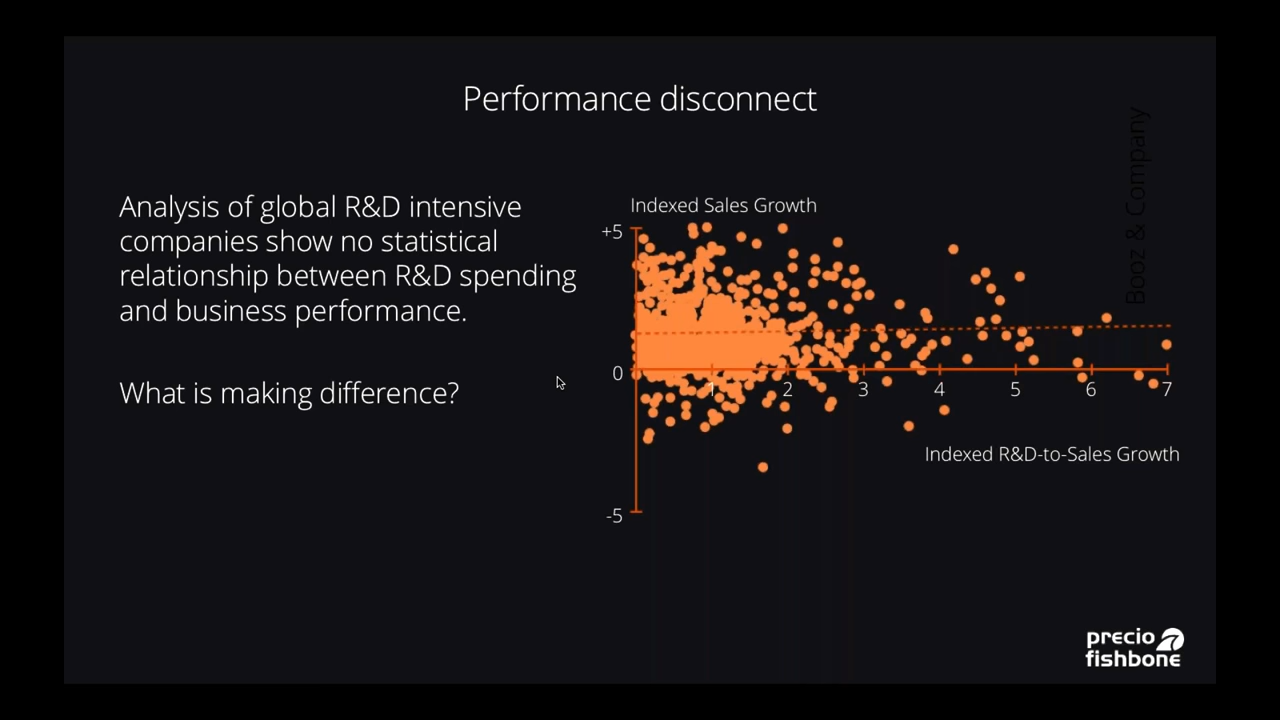 Performance disconnect
Analysis of global R&D intensive
companies show no statistical
relationship between R&D spending
and business performance.
What is making difference?
Indexed Sales Growth
+5
0
-5
1
2
3
4
5
6
7
Indexed R&D-to-Sales Growth
Booz & Company
precio
fishbone